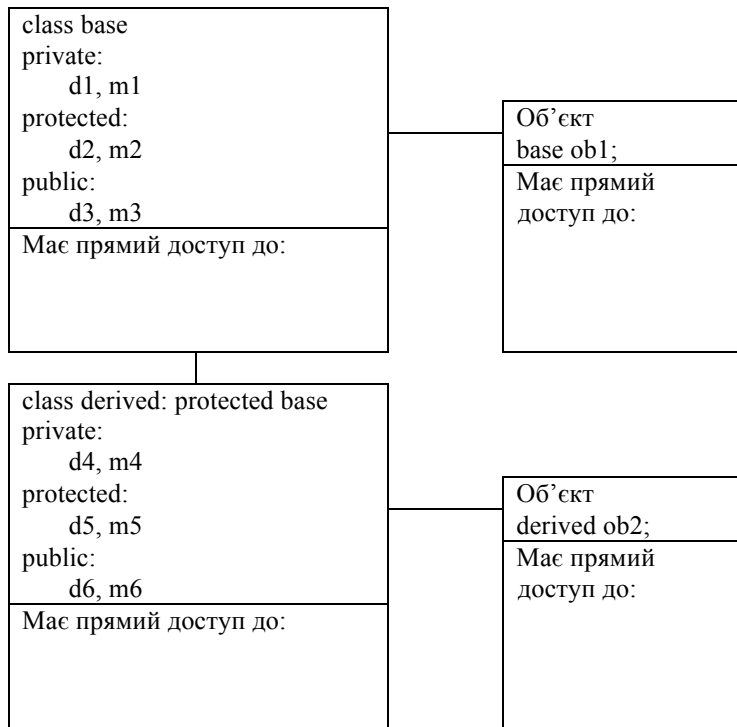 class base
private:
d1, m1
protected:
d2, m2
public:
d3, m3
Має прямий доступ до:
Об’єкт
base ob1;
Має прямий
доступ до:
class derived: protected base
private:
d4, m4
protected:
d5, m5
public:
d6, m6
Має прямий доступ до:
Об’єкт
derived ob2;
Має прямий
доступ до: